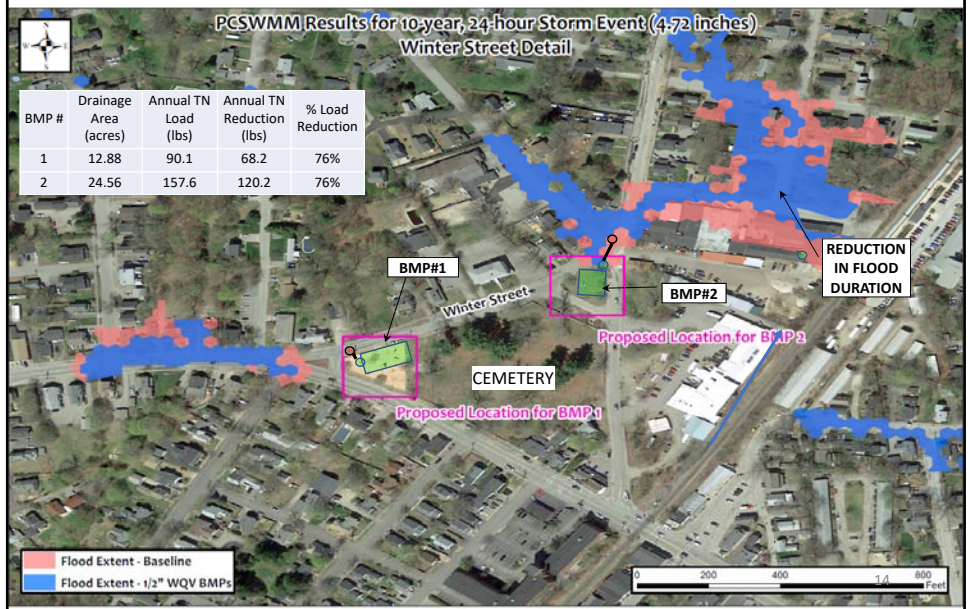 PCSWMM Results for 10-year, 24-hour Storm Event (4.72 inches)
Winter Street Detail
N
W E
S
BMP # Drainage Area (acres) Annual TN Load (lbs) Annual TN Reduction (lbs) % Load Reduction
1 12.88 90.1 68.2 76%
2 24.56 157.6 120.2 76%
REDUCTION
IN FLOOD
DURATION
BMP#1
BMP#2
Winter Street
Proposed Location for BMP 2
CEMETERY
Proposed Location for BMP 1
Flood Extent - Baseline
Flood Extent - 1/2" WQV BMPs
0 200 400 800
Feet
14